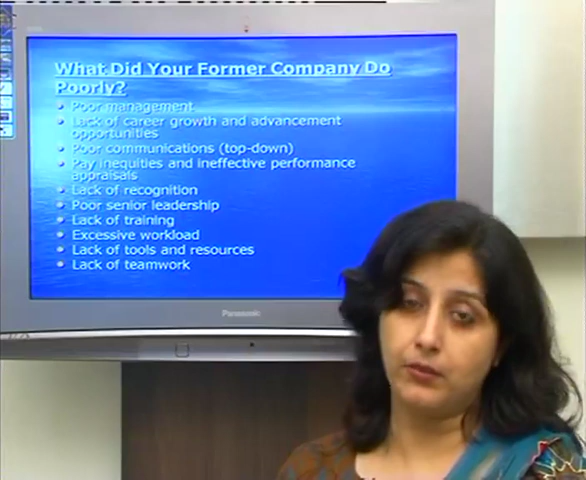 What Did Your Former Company Do
Poorly?
Poor management
Lack of career growth and advancement
opportunities
Poor communications (top-down)
Pay inequities and ineffective performance
appraisals
Lack of recognition
Poor senior leadership
Lack of training
Excessive workload
Lack of tools and resources
Lack of teamwork
Panasonic